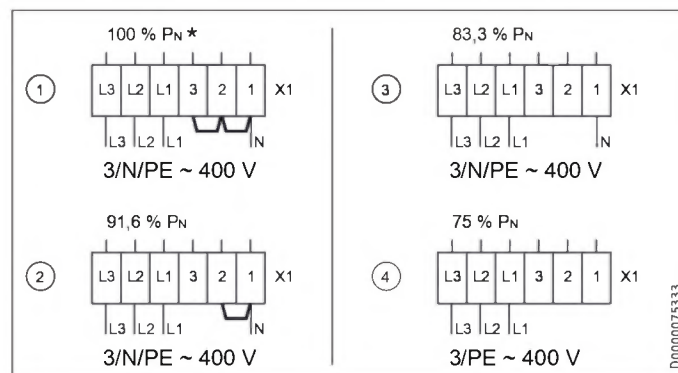 100 % PN *
1
L3 L2 L1 3 2 1 X1
L3 L2 L1 N
3/N/PE ~ 400 V
91,6 % PN
2
L3 L2 L1 3 2 1 X1
L3 L2 L1 N
3/N/PE ~ 400 V
83,3 % PN
3
L3 L2 L1 3 2 1 X1
L3 L2 L1 N
3/N/PE ~ 400 V
75 % PN
4
L3 L2 L1 3 2 1 X1
L3 L2 L1
3/PE ~ 400 V
D0000075333